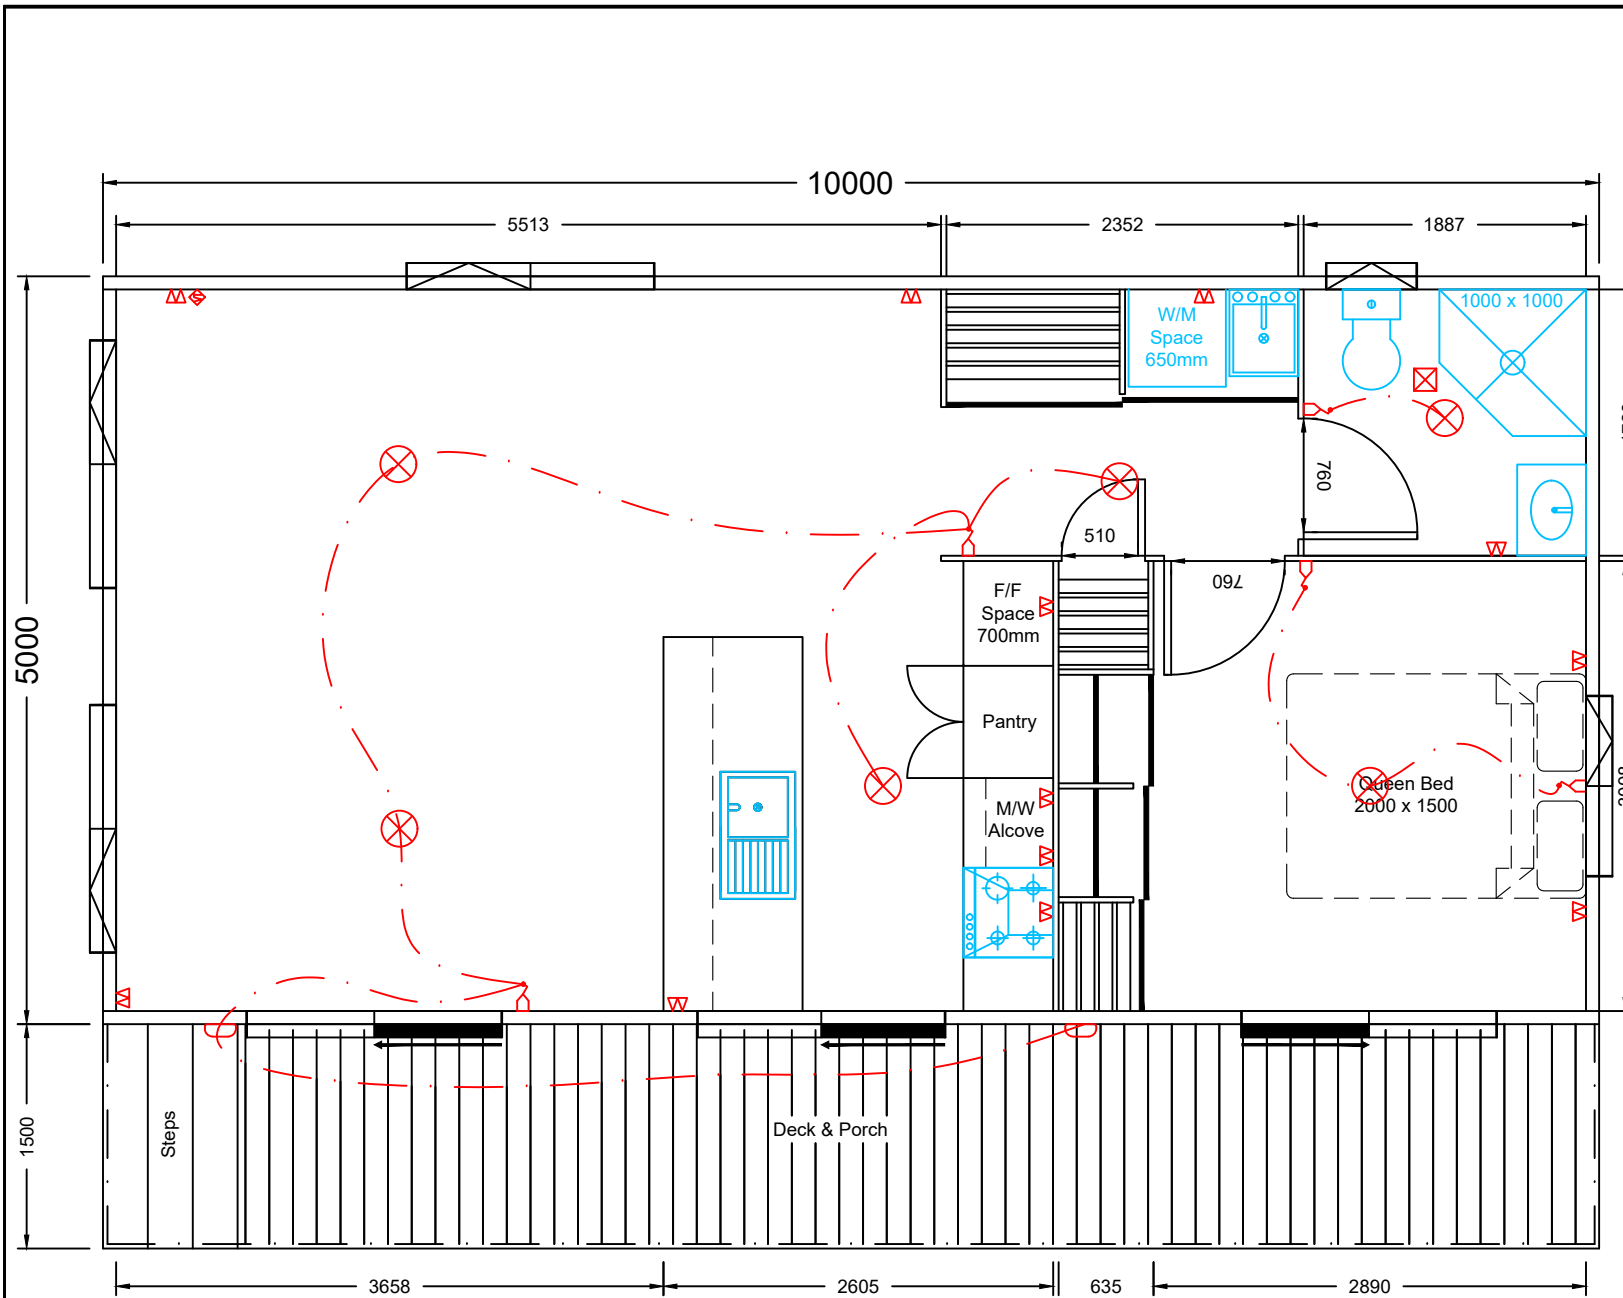 10000
5513
2352
1887
1000 x 1000
W/M
Space
650mm
760
510
760
F/F
Space
700mm
5000
Pantry
Queen Bed
2000 x 1500
M/W
Alcove
1500
Steps
Deck & Porch
3658
2605
635
2890